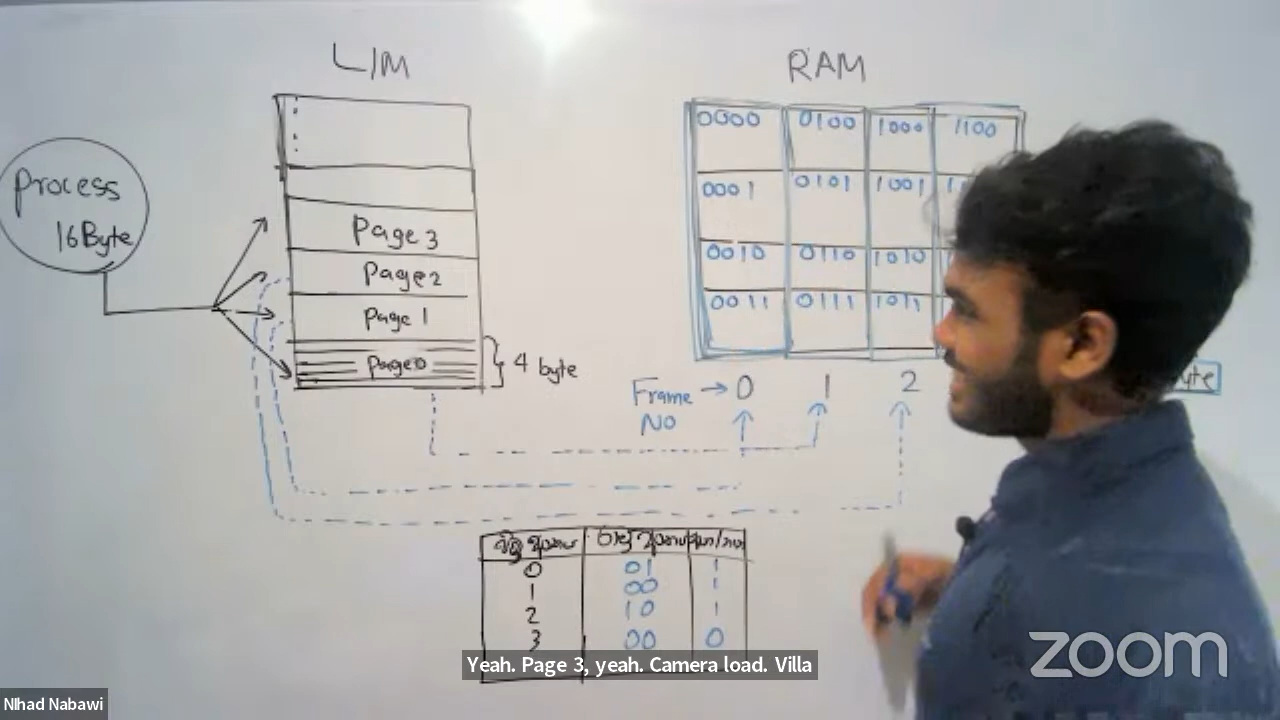 LIM
RAM
Process
16Byte
Page 3
Page 2
Page 1
Page 0
4 byte
0000 0100 1000 1100
0001 0101 1001
0010 0110 1010
0011 0111 1011
Frame → 0 1 2
No
yte
0 01 1
1 00 1
2 10 1
3 00 0
Yeah. Page 3, yeah. Camera load. Villa
zoom
NIhad Nabawi